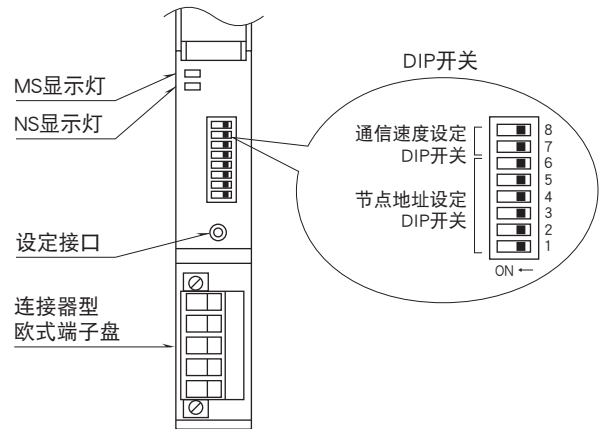 MS显示灯
NS显示灯
设定接口
连接器型
欧式端子盘
DIP开关
通信速度设定
DIP开关
节点地址设定
DIP开关
8
7
6
5
4
3
2
1
ON ←